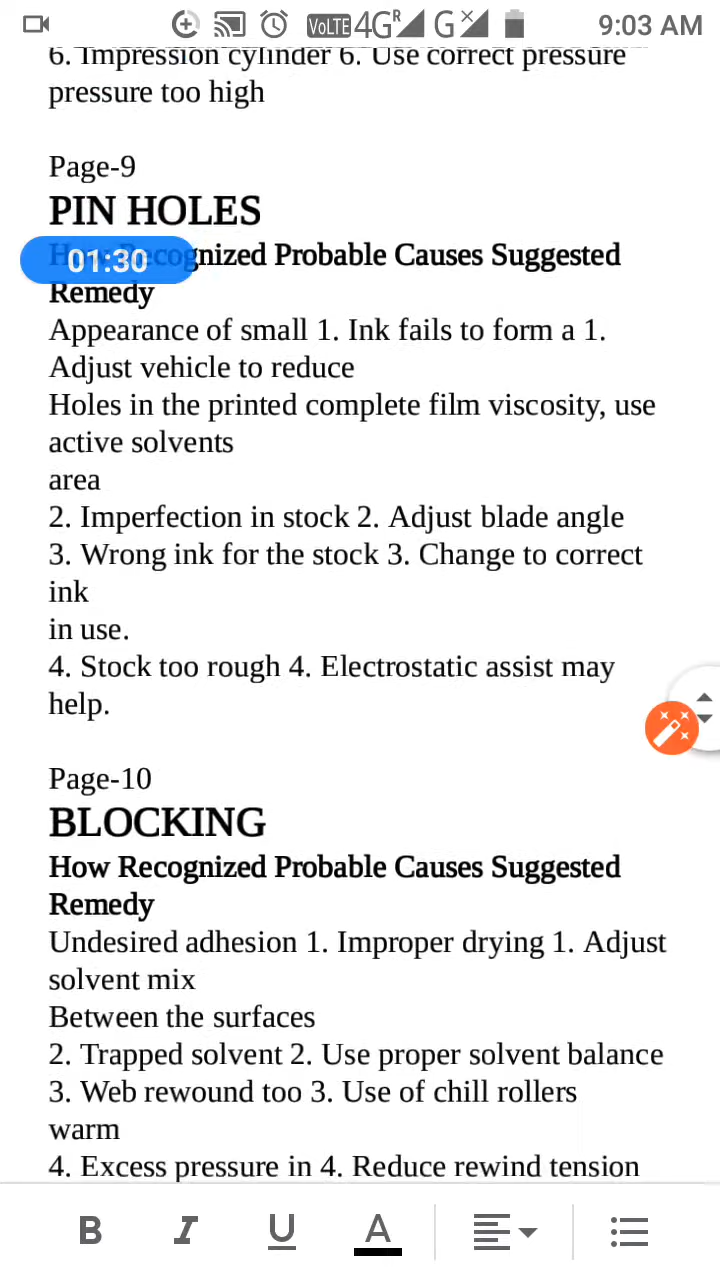 VoLTE 4G R G 9:03 AM
6. Impression cylinder 6. Use correct pressure
pressure too high
Page-9
PIN HOLES
01:30
How Recognized Probable Causes Suggested
Remedy
Appearance of small 1. Ink fails to form a 1.
Adjust vehicle to reduce
Holes in the printed complete film viscosity, use
active solvents
area
2. Imperfection in stock 2. Adjust blade angle
3. Wrong ink for the stock 3. Change to correct
ink
in use.
4. Stock too rough 4. Electrostatic assist may
help.
Page-10
BLOCKING
How Recognized Probable Causes Suggested
Remedy
Undesired adhesion 1. Improper drying 1. Adjust
solvent mix
Between the surfaces
2. Trapped solvent 2. Use proper solvent balance
3. Web rewound too 3. Use of chill rollers
warm
4. Excess pressure in 4. Reduce rewind tension
B I U A